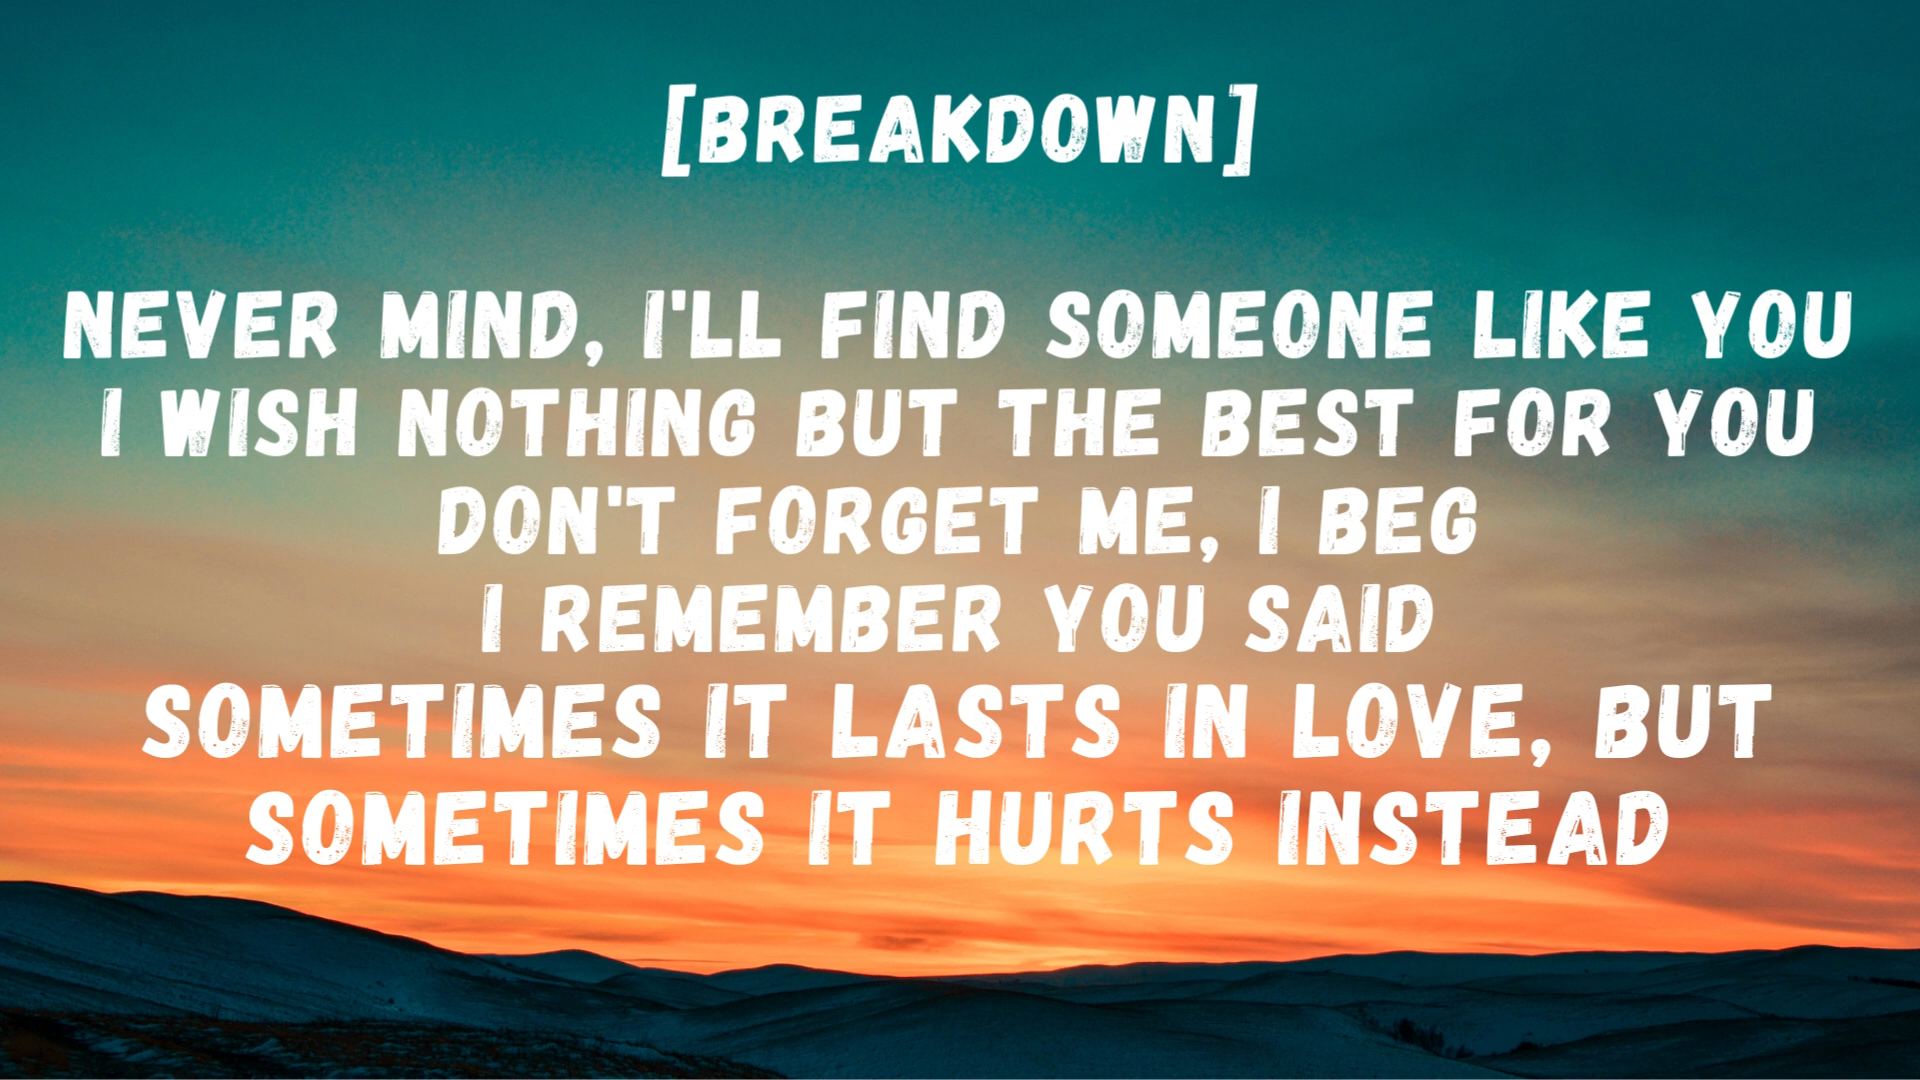 [BREAKDOWN]
NEVER MIND, I'LL FIND SOMEONE LIKE YOU
I WISH NOTHING BUT THE BEST FOR YOU
DON'T FORGET ME, I BEG
I REMEMBER YOU SAID
SOMETIMES IT LASTS IN LOVE, BUT
SOMETIMES IT HURTS INSTEAD